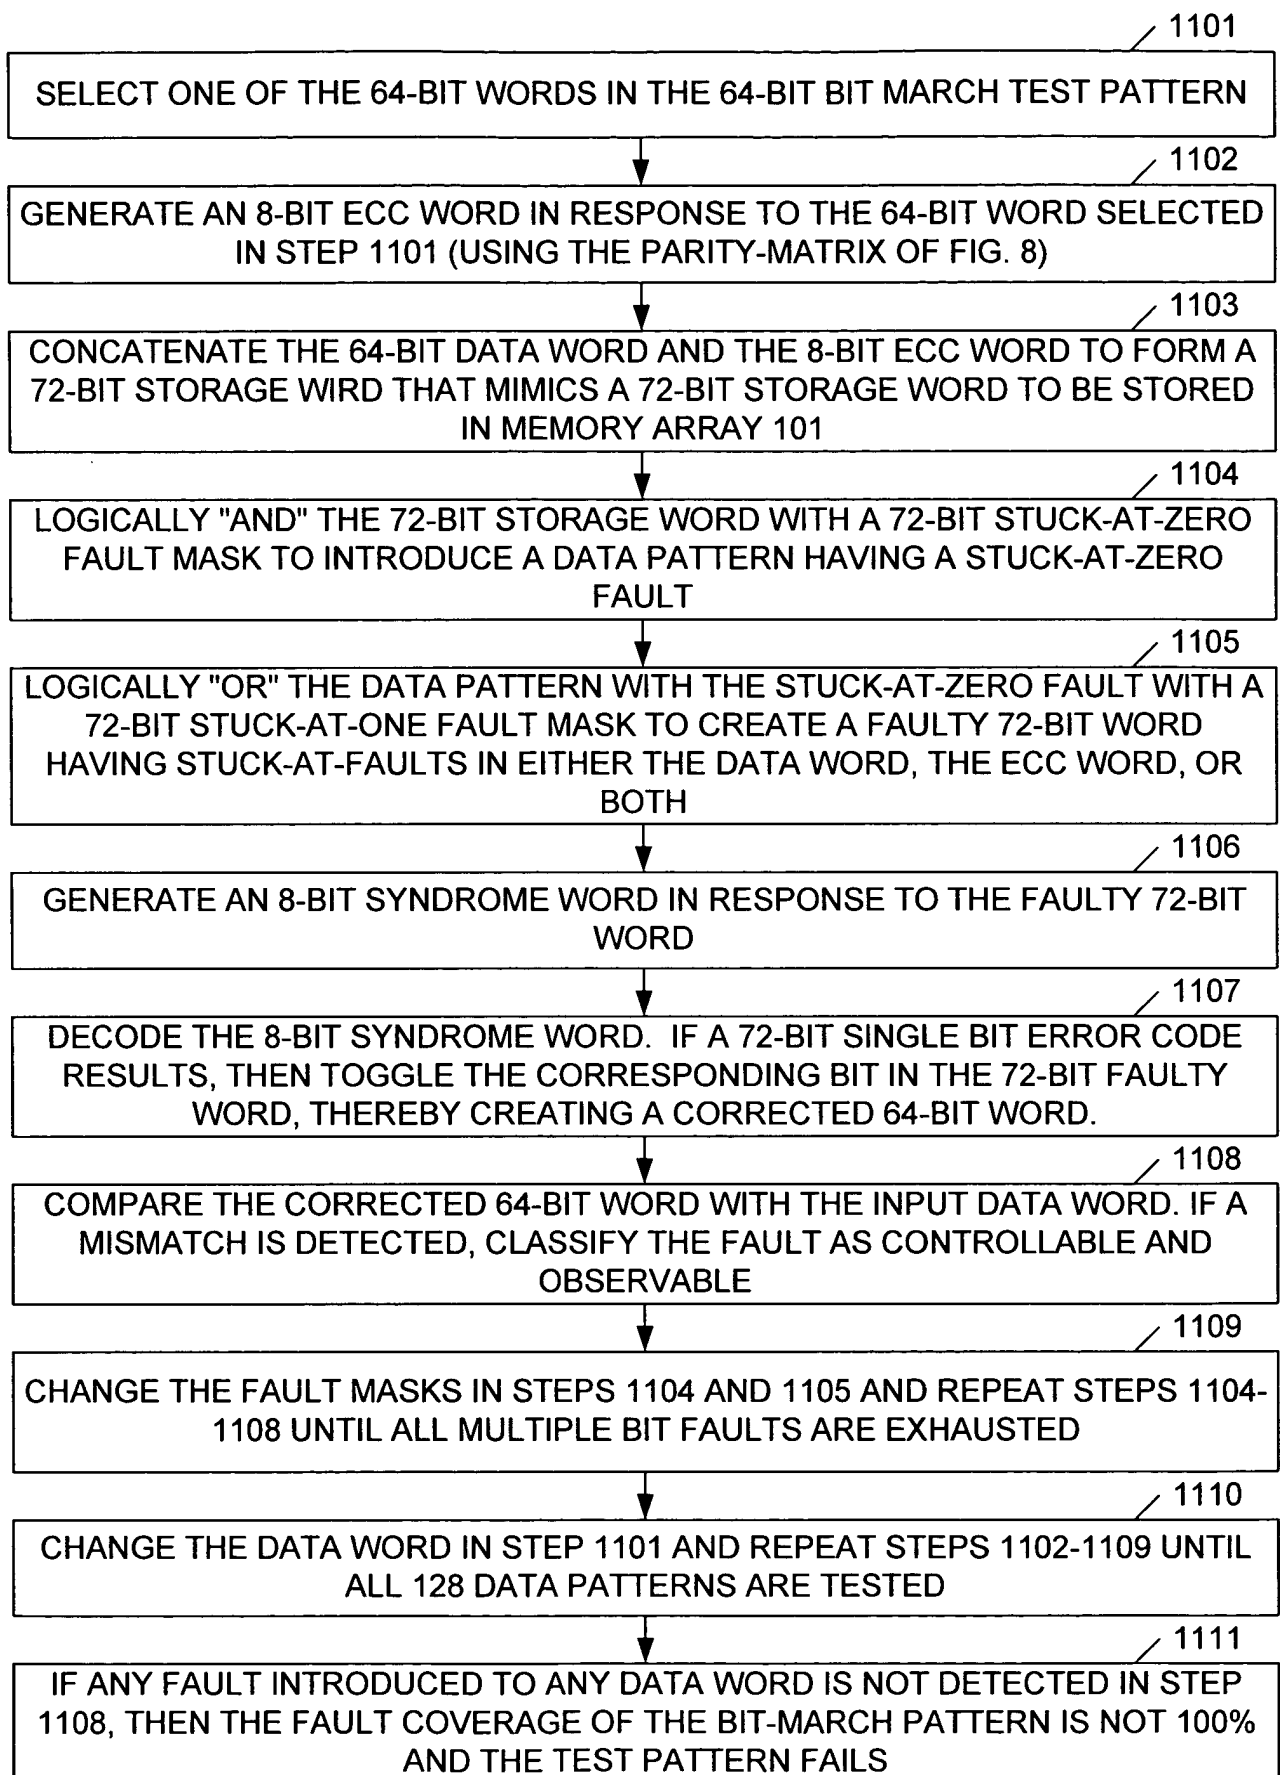 1101
SELECT ONE OF THE 64-BIT WORDS IN THE 64-BIT BIT MARCH TEST PATTERN
1102
GENERATE AN 8-BIT ECC WORD IN RESPONSE TO THE 64-BIT WORD SELECTED
IN STEP 1101 (USING THE PARITY-MATRIX OF FIG. 8)
1103
CONCATENATE THE 64-BIT DATA WORD AND THE 8-BIT ECC WORD TO FORM A
72-BIT STORAGE WIRD THAT MIMICS A 72-BIT STORAGE WORD TO BE STORED
IN MEMORY ARRAY 101
1104
LOGICALLY "AND" THE 72-BIT STORAGE WORD WITH A 72-BIT STUCK-AT-ZERO
FAULT MASK TO INTRODUCE A DATA PATTERN HAVING A STUCK-AT-ZERO
FAULT
1105
LOGICALLY "OR" THE DATA PATTERN WITH THE STUCK-AT-ZERO FAULT WITH A
72-BIT STUCK-AT-ONE FAULT MASK TO CREATE A FAULTY 72-BIT WORD
HAVING STUCK-AT-FAULTS IN EITHER THE DATA WORD, THE ECC WORD, OR
BOTH
1106
GENERATE AN 8-BIT SYNDROME WORD IN RESPONSE TO THE FAULTY 72-BIT
WORD
1107
DECODE THE 8-BIT SYNDROME WORD. IF A 72-BIT SINGLE BIT ERROR CODE
RESULTS, THEN TOGGLE THE CORRESPONDING BIT IN THE 72-BIT FAULTY
WORD, THEREBY CREATING A CORRECTED 64-BIT WORD.
1108
COMPARE THE CORRECTED 64-BIT WORD WITH THE INPUT DATA WORD. IF A
MISMATCH IS DETECTED, CLASSIFY THE FAULT AS CONTROLLABLE AND
OBSERVABLE
1109
CHANGE THE FAULT MASKS IN STEPS 1104 AND 1105 AND REPEAT STEPS 1104-
1108 UNTIL ALL MULTIPLE BIT FAULTS ARE EXHAUSTED
1110
CHANGE THE DATA WORD IN STEP 1101 AND REPEAT STEPS 1102-1109 UNTIL
ALL 128 DATA PATTERNS ARE TESTED
1111
IF ANY FAULT INTRODUCED TO ANY DATA WORD IS NOT DETECTED IN STEP
1108, THEN THE FAULT COVERAGE OF THE BIT-MARCH PATTERN IS NOT 100%
AND THE TEST PATTERN FAILS